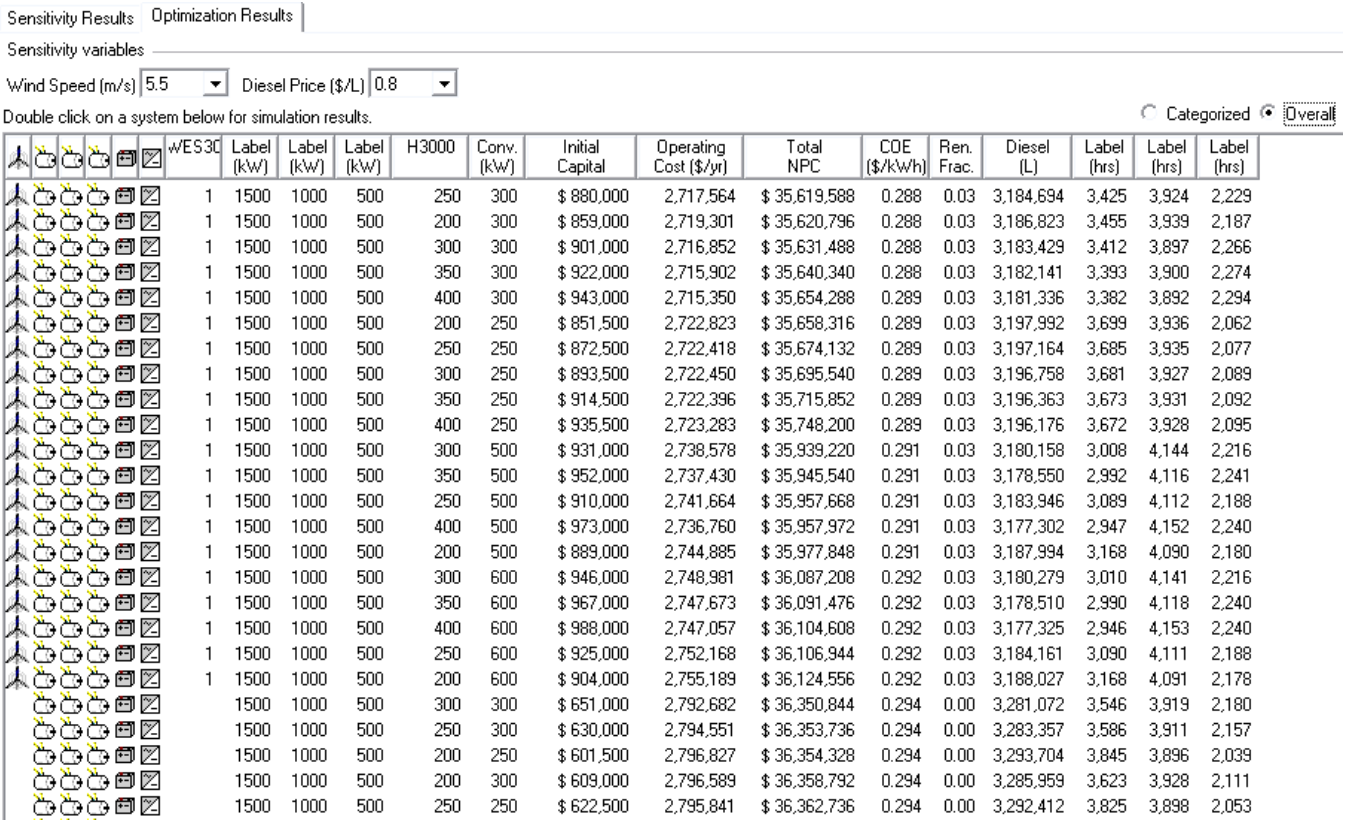 Sensitivity Results Optimization Results
Sensitivity variables
Wind Speed (m/s) 5.5 Diesel Price ($/L) 0.8
Double click on a system below for simulation results. Categorized Overall
WES30 Label (kW) Label (kW) Label (kW) H3000 Conv. (kW) Initial Capital Operating Cost ($/yr) Total NPC COE ($/kWh) Ren. Frac. Diesel (L) Label (hrs) Label (hrs) Label (hrs)
1 1500 1000 500 250 300 $ 880,000 2,717,564 $ 35,619,588 0.288 0.03 3,184,694 3,425 3,924 2,229
1 1500 1000 500 200 300 $ 859,000 2,719,301 $ 35,620,796 0.288 0.03 3,186,823 3,455 3,939 2,187
1 1500 1000 500 300 300 $ 901,000 2,716,852 $ 35,631,488 0.288 0.03 3,183,429 3,412 3,897 2,266
1 1500 1000 500 350 300 $ 922,000 2,715,902 $ 35,640,340 0.288 0.03 3,182,141 3,393 3,900 2,274
1 1500 1000 500 400 300 $ 943,000 2,715,350 $ 35,654,288 0.289 0.03 3,181,336 3,382 3,892 2,294
1 1500 1000 500 200 250 $ 851,500 2,722,823 $ 35,658,316 0.289 0.03 3,197,992 3,699 3,936 2,062
1 1500 1000 500 250 250 $ 872,500 2,722,418 $ 35,674,132 0.289 0.03 3,197,164 3,685 3,935 2,077
1 1500 1000 500 300 250 $ 893,500 2,722,450 $ 35,695,540 0.289 0.03 3,196,758 3,681 3,927 2,089
1 1500 1000 500 350 250 $ 914,500 2,722,396 $ 35,715,852 0.289 0.03 3,196,363 3,673 3,931 2,092
1 1500 1000 500 400 250 $ 935,500 2,723,283 $ 35,748,200 0.289 0.03 3,196,176 3,672 3,928 2,095
1 1500 1000 500 300 500 $ 931,000 2,738,578 $ 35,939,220 0.291 0.03 3,180,158 3,008 4,144 2,216
1 1500 1000 500 350 500 $ 952,000 2,737,430 $ 35,945,540 0.291 0.03 3,178,550 2,992 4,116 2,241
1 1500 1000 500 250 500 $ 910,000 2,741,664 $ 35,957,668 0.291 0.03 3,183,946 3,089 4,112 2,188
1 1500 1000 500 400 500 $ 973,000 2,736,760 $ 35,957,972 0.291 0.03 3,177,302 2,947 4,152 2,240
1 1500 1000 500 200 500 $ 889,000 2,744,885 $ 35,977,848 0.291 0.03 3,187,994 3,168 4,090 2,180
1 1500 1000 500 300 600 $ 946,000 2,748,981 $ 36,087,208 0.292 0.03 3,180,279 3,010 4,141 2,216
1 1500 1000 500 350 600 $ 967,000 2,747,673 $ 36,091,476 0.292 0.03 3,178,510 2,990 4,118 2,240
1 1500 1000 500 400 600 $ 988,000 2,747,057 $ 36,104,608 0.292 0.03 3,177,325 2,946 4,153 2,240
1 1500 1000 500 250 600 $ 925,000 2,752,168 $ 36,106,944 0.292 0.03 3,184,161 3,090 4,111 2,188
1 1500 1000 500 200 600 $ 904,000 2,755,189 $ 36,124,556 0.292 0.03 3,188,027 3,168 4,091 2,178
1500 1000 500 300 300 $ 651,000 2,792,682 $ 36,350,844 0.294 0.00 3,281,072 3,546 3,919 2,180
1500 1000 500 250 300 $ 630,000 2,794,551 $ 36,353,736 0.294 0.00 3,283,357 3,586 3,911 2,157
1500 1000 500 200 250 $ 601,500 2,796,827 $ 36,354,328 0.294 0.00 3,293,704 3,845 3,896 2,039
1500 1000 500 200 300 $ 609,000 2,796,589 $ 36,358,792 0.294 0.00 3,285,959 3,623 3,928 2,111
1500 1000 500 250 250 $ 622,500 2,795,841 $ 36,362,736 0.294 0.00 3,292,412 3,825 3,898 2,053